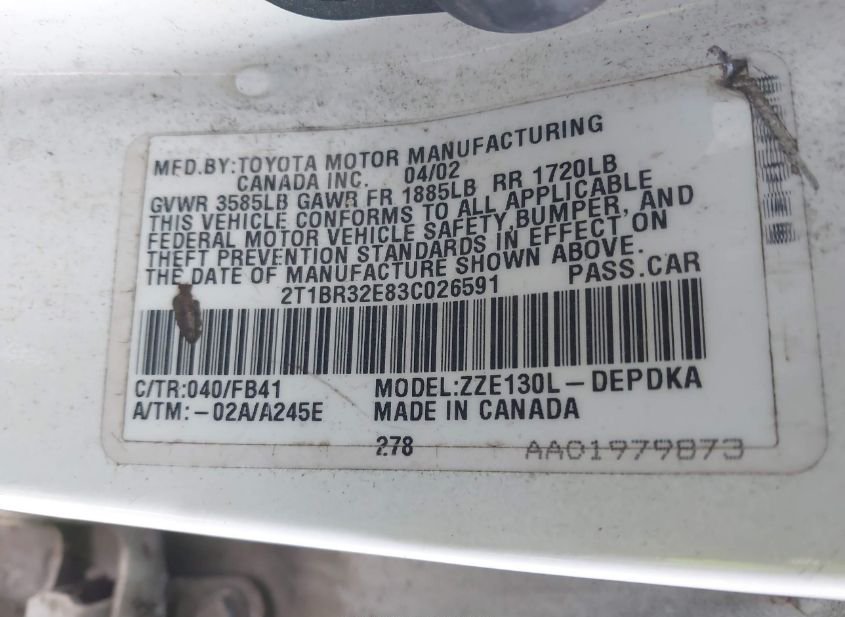 MFD.BY:TOYOTA MOTOR MANUFACTURING
CANADA INC. 04/02
GVWR 3585LB GAWR FR 1885LB RR 1720LB
THIS VEHICLE CONFORMS TO ALL APPLICABLE
FEDERAL MOTOR VEHICLE SAFETY,BUMPER, AND
THEFT PREVENTION STANDARDS IN EFFECT ON
THE DATE OF MANUFACTURE SHOWN ABOVE.
2T1BR32E83C026591 PASS.CAR
C/TR:040/FB41 MODEL:ZZE130L-DEPDKA
A/TM:-02A/A245E MADE IN CANADA
278 AA01979873